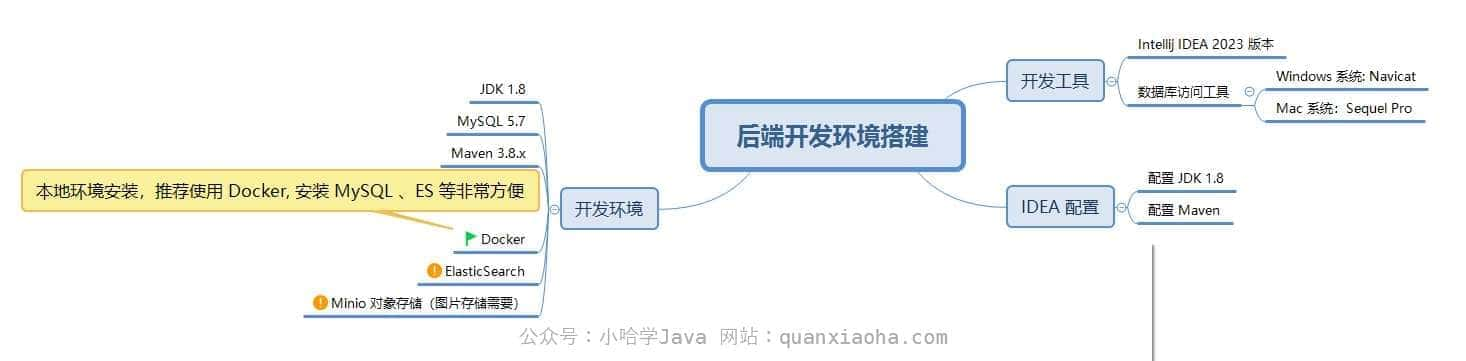 后端开发环境搭建
开发工具
Intellij IDEA 2023 版本
数据库访问工具
Windows 系统: Navicat
Mac 系统：Sequel Pro
IDEA 配置
配置 JDK 1.8
配置 Maven
开发环境
JDK 1.8
MySQL 5.7
Maven 3.8.x
本地环境安装，推荐使用 Docker, 安装 MySQL 、ES 等非常方便
Docker
ElasticSearch
Minio 对象存储（图片存储需要）
公众号：小哈学Java 网站：quanxiaoha.com